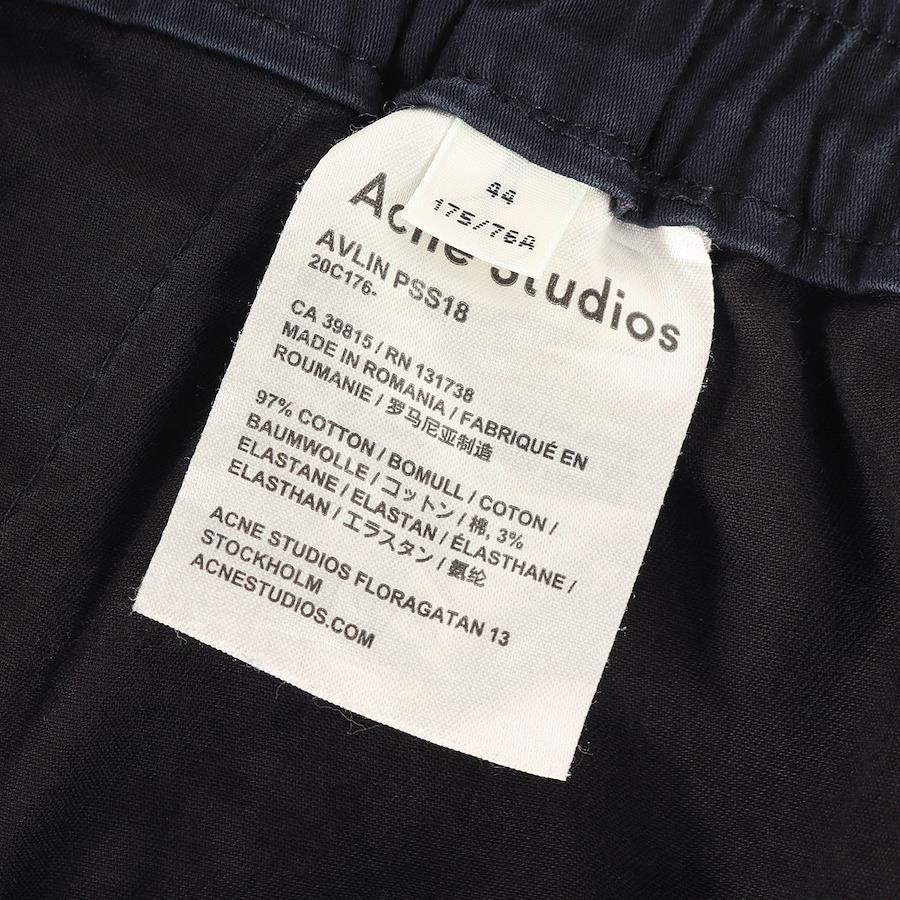 44
175/76A
Acne Studios
AVLIN PSS18
20C176-
CA 39815 / RN 131738
MADE IN ROMANIA / FABRIQUÉ EN
ROUMANIE / 罗马尼亚制造
97% COTTON / BOMULL / COTON /
BAUMWOLLE / コットン / 棉, 3%
ELASTANE / ELASTAN / ÉLASTHANE /
ELASTHAN / エラスタン / 氨纶
ACNE STUDIOS FLORAGATAN 13
STOCKHOLM
ACNESTUDIOS.COM